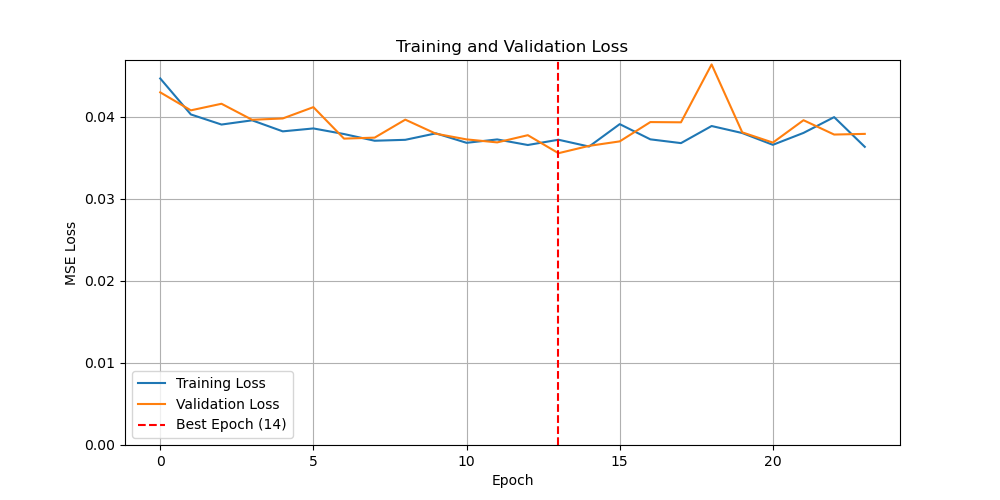 Training and Validation Loss
MSE Loss
0.04
0.03
0.02
0.01
0.00
Training Loss
Validation Loss
Best Epoch (14)
0 5 10 15 20
Epoch